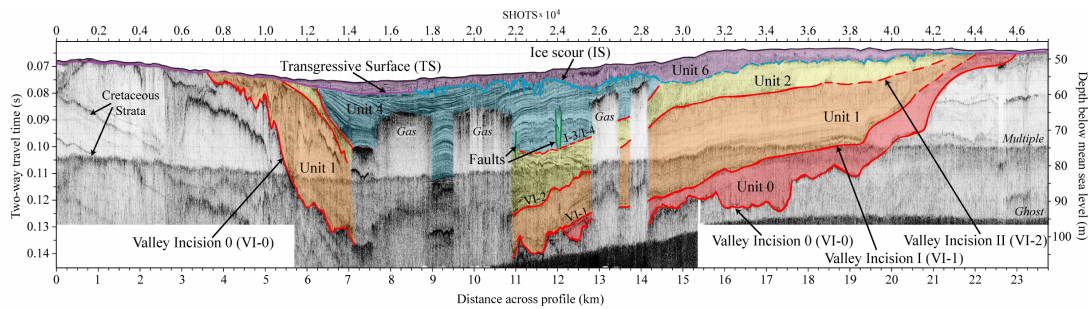 SHOTS x 10⁴
0.6 0.8 1.0 1.2 1.4 1.6 1.8 2.0 2.2 2.4 2.6 2.8 3.0 3.2 3.4 3.6 3.8 4.0 4.2 4.4 4.6
Two-way travel time (s)
0.07
0.08
0.09
0.10
0.11
0.12
0.13
0.14
Ice scour (IS)
Transgressive Surface (TS)
Cretaceous
Strata
Unit 6
Unit 2
Unit 4
Gas
Gas
I-3/I-4
Gas
Unit 1
Faults
Multiple
Unit 1
Unit 0
VI-2
VI-1
Ghost
Valley Incision 0 (VI-0)
Valley Incision 0 (VI-0)
Valley Incision II (VI-2)
Valley Incision I (VI-1)
50
60
70
80
90
100
Depth below mean sea level (m)
0 1 2 3 4 5 6 7 8 9 10 11 12 13 14 15 16 17 18 19 20 21 22 23
Distance across profile (km)